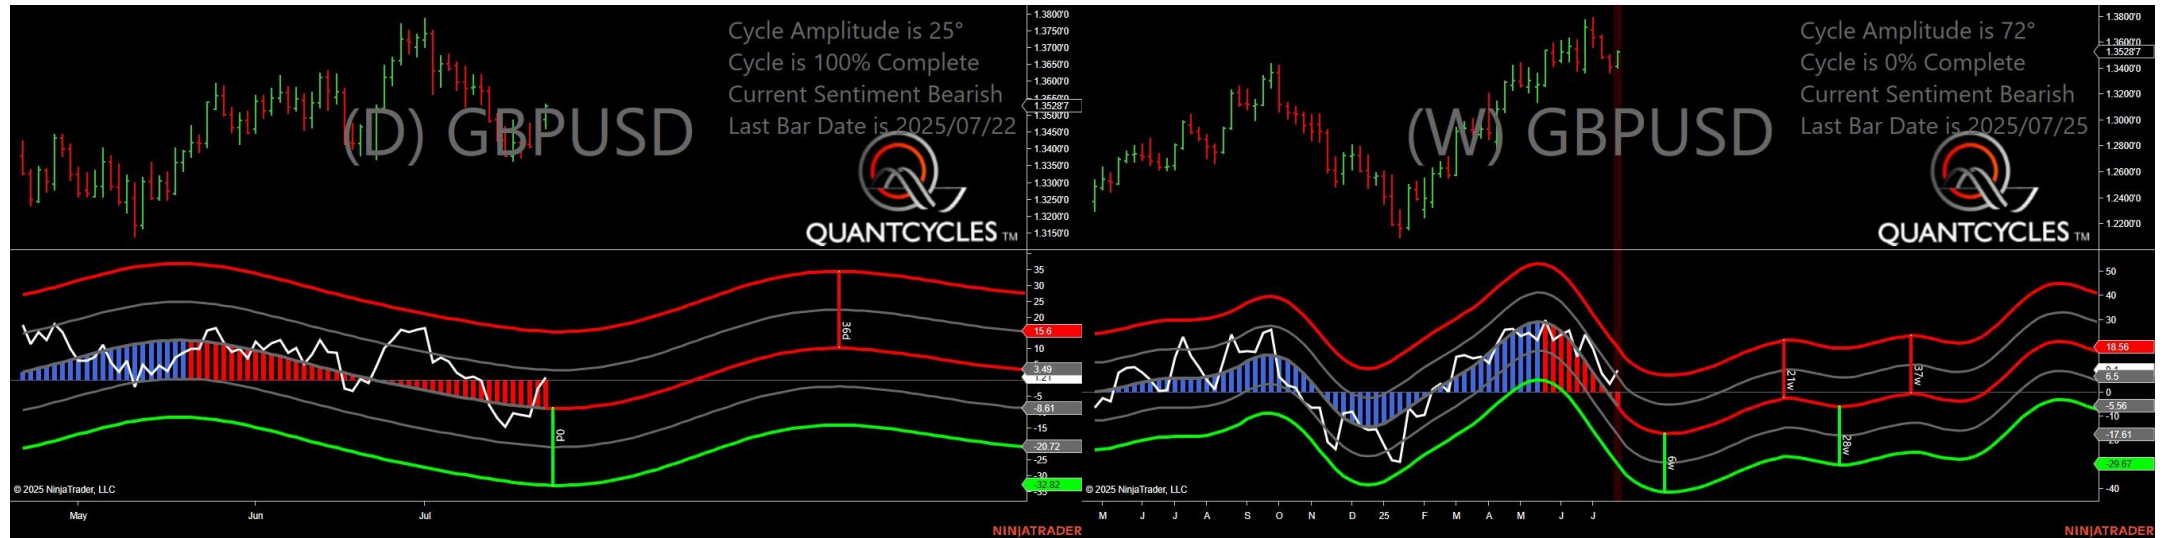 Cycle Amplitude is 25°
Cycle is 100% Complete
Current Sentiment Bearish
Last Bar Date is 2025/07/22
(D) GBPUSD
QUANTCYCLES TM
1.3800'0
1.3750'0
1.3700'0
1.3650'0
1.3600'0
1.3550'0
1.3528'7
1.3450'0
1.3400'0
1.3350'0
1.3300'0
1.3250'0
1.3200'0
1.3150'0
35
30
25
20
15.6
10
3.49
1.21
-5
-8.61
-15
-20.72
-25
-32.82
-35
36d
0d
© 2025 NinjaTrader, LLC
May
Jun
Jul
NINJATRADER
Cycle Amplitude is 72°
Cycle is 0% Complete
Current Sentiment Bearish
Last Bar Date is 2025/07/25
(W) GBPUSD
QUANTCYCLES TM
1.3800'0
1.3600'0
1.3528'7
1.3400'0
1.3200'0
1.3000'0
1.2800'0
1.2600'0
1.2400'0
1.2200'0
50
40
30
18.56
6.5
0
-5.56
-10
-17.61
-29.67
-40
6w
21w
28w
37w
© 2025 NinjaTrader, LLC
M
J
J
A
S
O
N
D
25
F
M
A
M
J
J
NINJATRADER